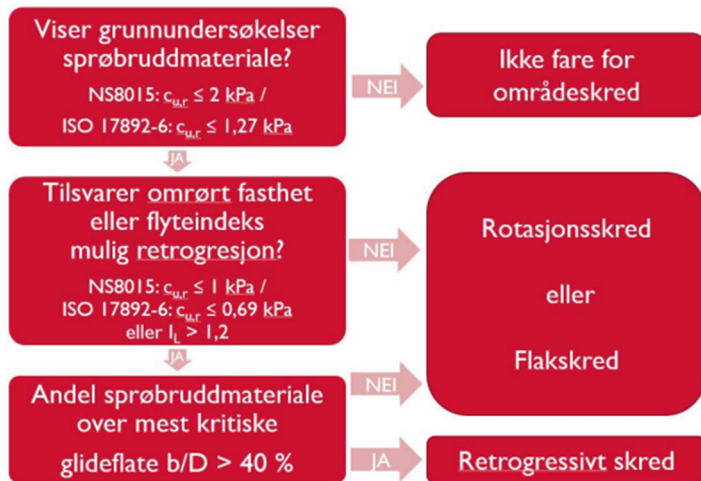 Viser grunnundersøkelser
sprøbruddmateriale?
NS8015: cu,r ≤ 2 kPa /
ISO 17892-6: cu,r ≤ 1,27 kPa
NEI
Ikke fare for
områdeskred
JA
Tilsvarer omrørt fasthet
eller flyteindeks
mulig retrogresjon?
NS8015: cu,r ≤ 1 kPa /
ISO 17892-6: cu,r ≤ 0,69 kPa
eller IL > 1,2
NEI
Rotasjonsskred
eller
Flakskred
JA
Andel sprøbruddmateriale
over mest kritiske
glideflate b/D > 40 %
NEI
JA
Retrogressivt skred